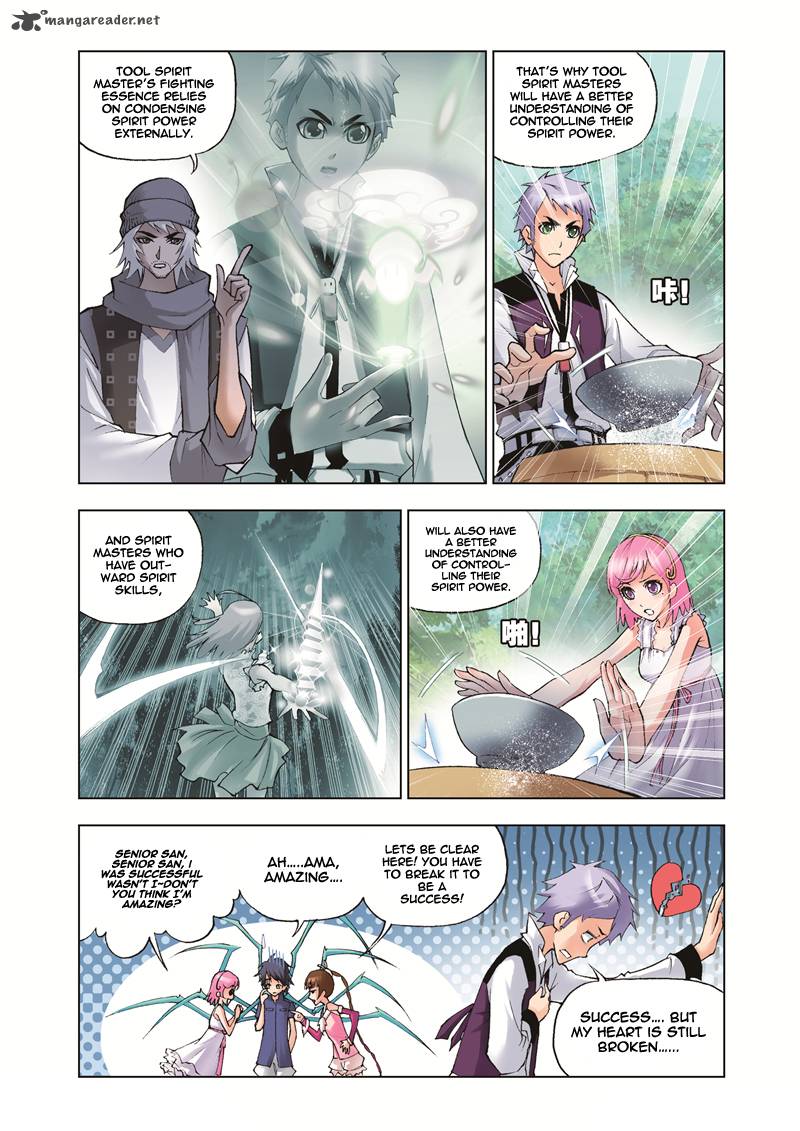 mangareader.net
TOOL SPIRIT
MASTER'S FIGHTING
ESSENCE RELIES
ON CONDENSING
SPIRIT POWER
EXTERNALLY.
THAT'S WHY TOOL
SPIRIT MASTERS
WILL HAVE A BETTER
UNDERSTANDING OF
CONTROLLING THEIR
SPIRIT POWER.
咔!
AND SPIRIT
MASTERS WHO
HAVE OUT-
WARD SPIRIT
SKILLS,
WILL ALSO HAVE
A BETTER
UNDERSTANDING
OF CONTROL-
LING THEIR
SPIRIT POWER.
啪!
SENIOR SAN,
SENIOR SAN, I
WAS SUCCESSFUL
WASN'T I-DON'T
YOU THINK I'M
AMAZING?
AH.....AMA,
AMAZING....
LETS BE CLEAR
HERE! YOU HAVE
TO BREAK IT TO
BE A
SUCCESS!
SUCCESS.... BUT
MY HEART IS STILL
BROKEN......